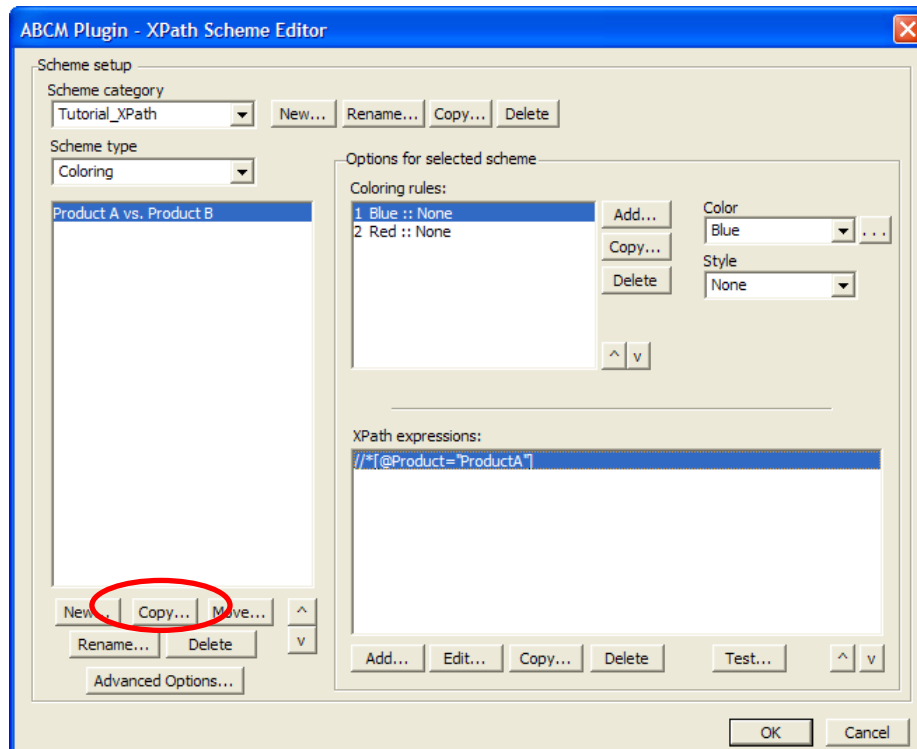 ABCM Plugin - XPath Scheme Editor
Scheme setup
Scheme category
Tutorial_XPath
New...
Rename...
Copy...
Delete
Scheme type
Coloring
Product A vs. Product B
New...
Copy...
Move...
^
Rename...
Delete
v
Advanced Options...
Options for selected scheme
Coloring rules:
1 Blue :: None
2 Red :: None
Add...
Copy...
Delete
^
v
Color
Blue
...
Style
None
XPath expressions:
//*[@Product="ProductA"]
Add...
Edit...
Copy...
Delete
Test...
^
v
OK
Cancel